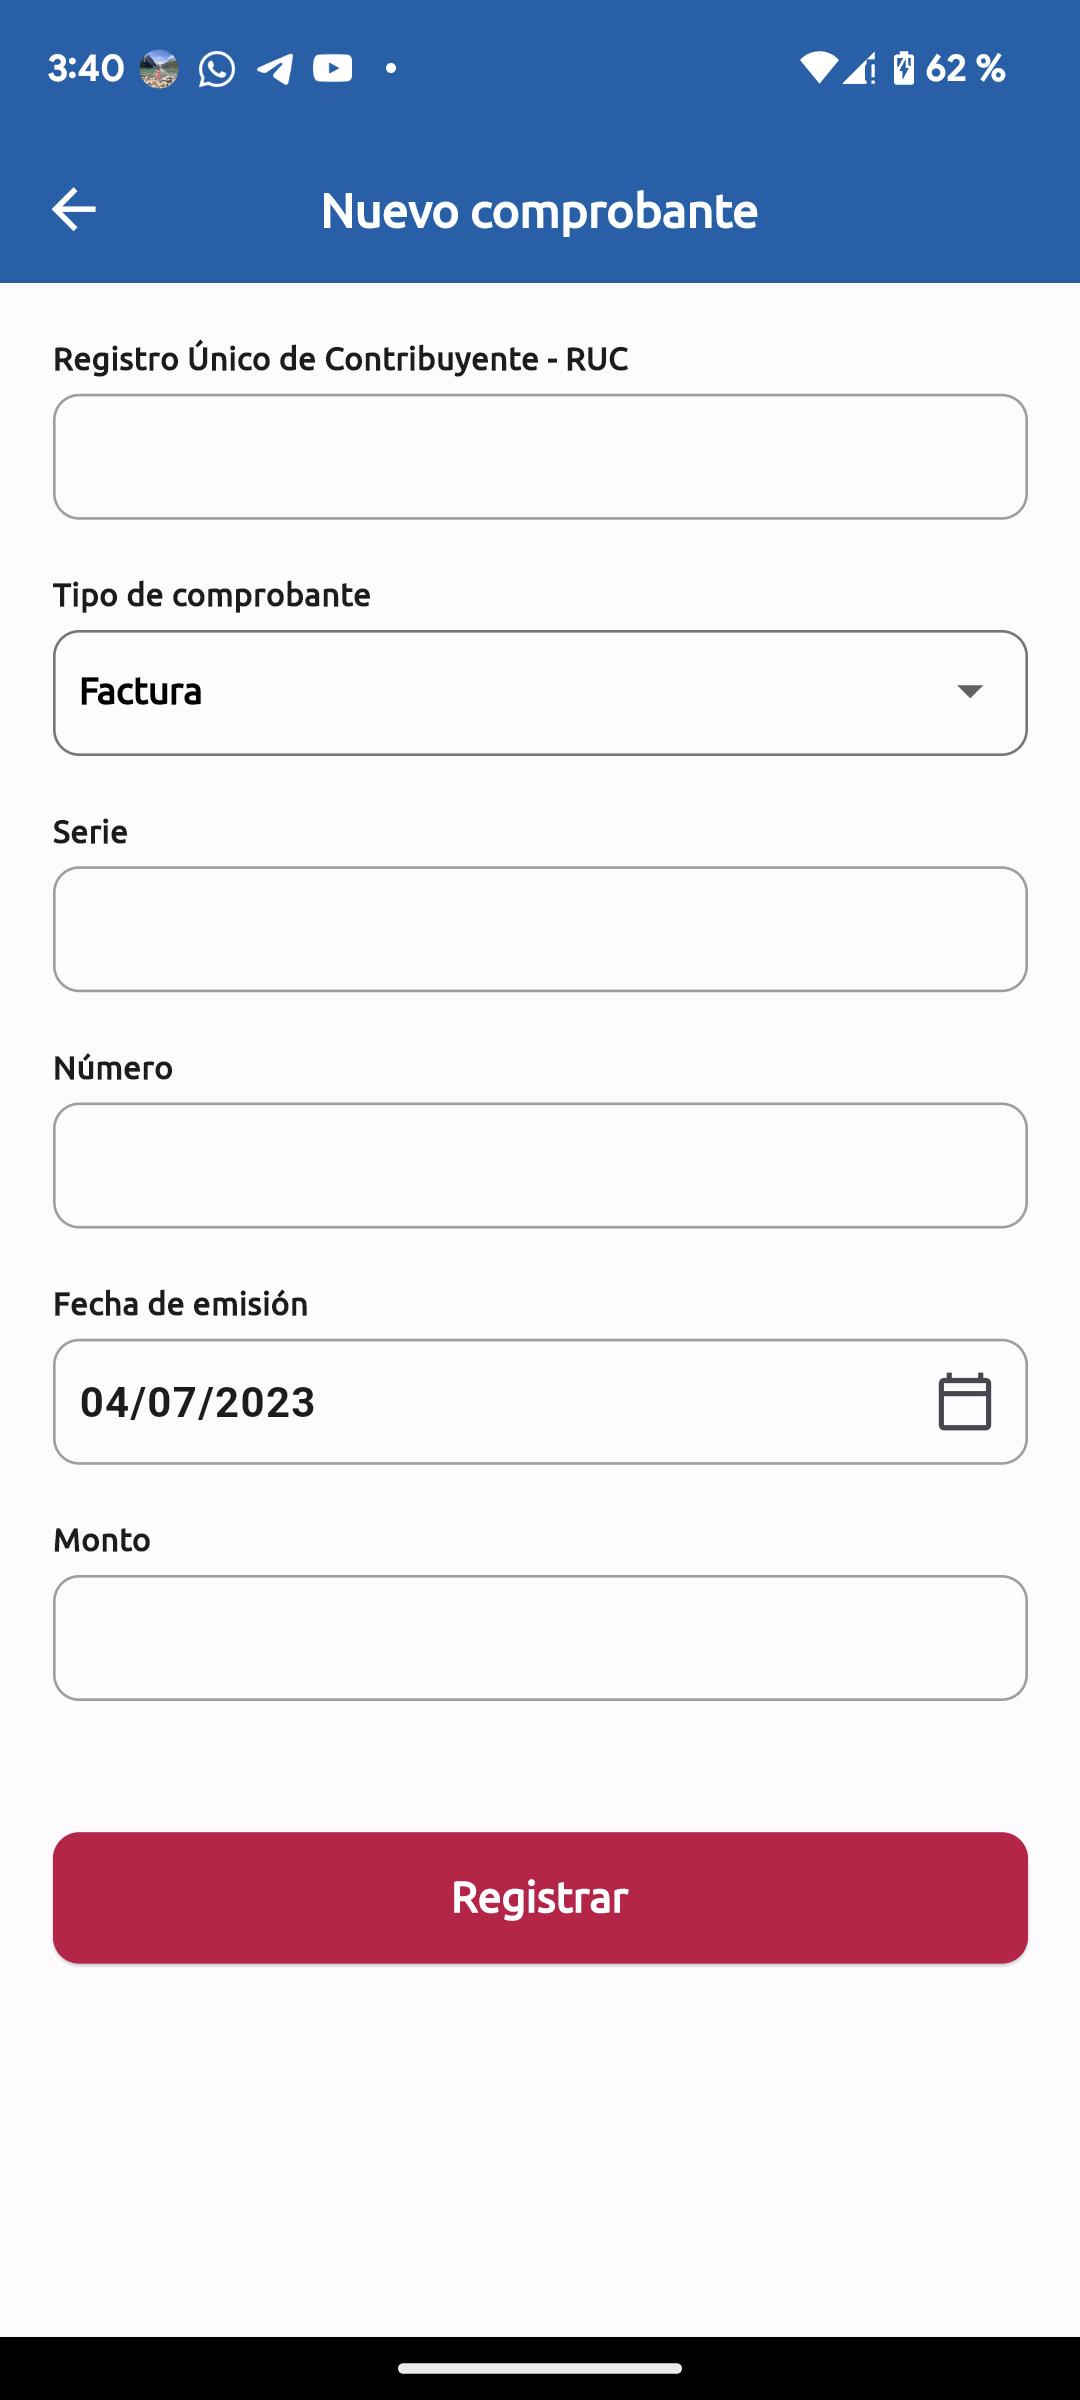 3:40
62 %
Nuevo comprobante
Registro Único de Contribuyente - RUC
Tipo de comprobante
Factura
Serie
Número
Fecha de emisión
04/07/2023
Monto
Registrar